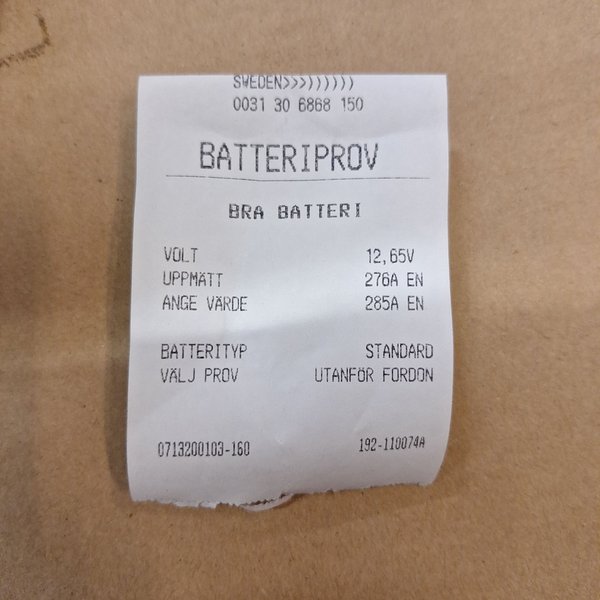 SWEDEN>>>))))))
0031 30 6868 150
BATTERIPROV
BRA BATTERI
VOLT 12,65V
UPPMÄTT 276A EN
ANGE VÄRDE 285A EN
BATTERITYP STANDARD
VÄLJ PROV UTANFÖR FORDON
0713200103-160 192-110074A